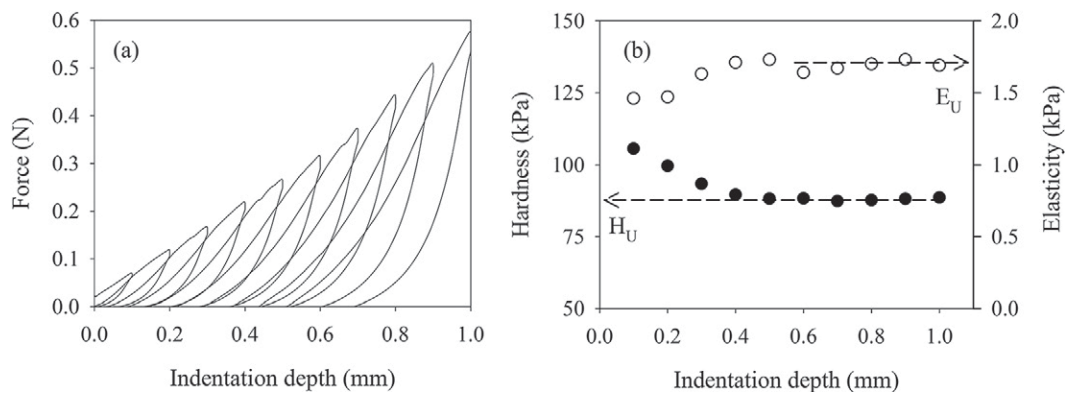 (a)
Force (N)
0.6
0.5
0.4
0.3
0.2
0.1
0.0
0.0 0.2 0.4 0.6 0.8 1.0
Indentation depth (mm)
(b)
Hardness (kPa)
150
125
100
75
50
E_U
H_U
2.0
1.5
1.0
0.5
0.0
Elasticity (kPa)
0.0 0.2 0.4 0.6 0.8 1.0
Indentation depth (mm)